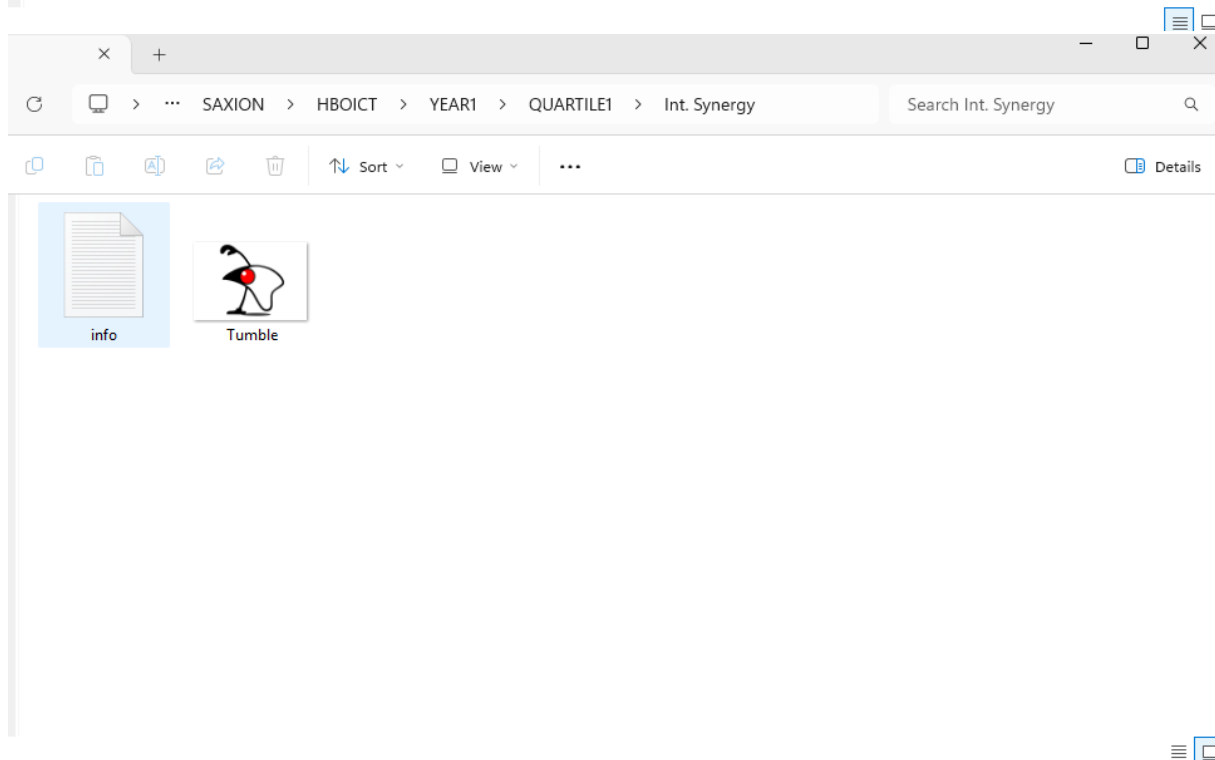 SAXION > HBOICT > YEAR1 > QUARTILE1 > Int. Synergy
Search Int. Synergy
Sort
View
Details
info
Tumble